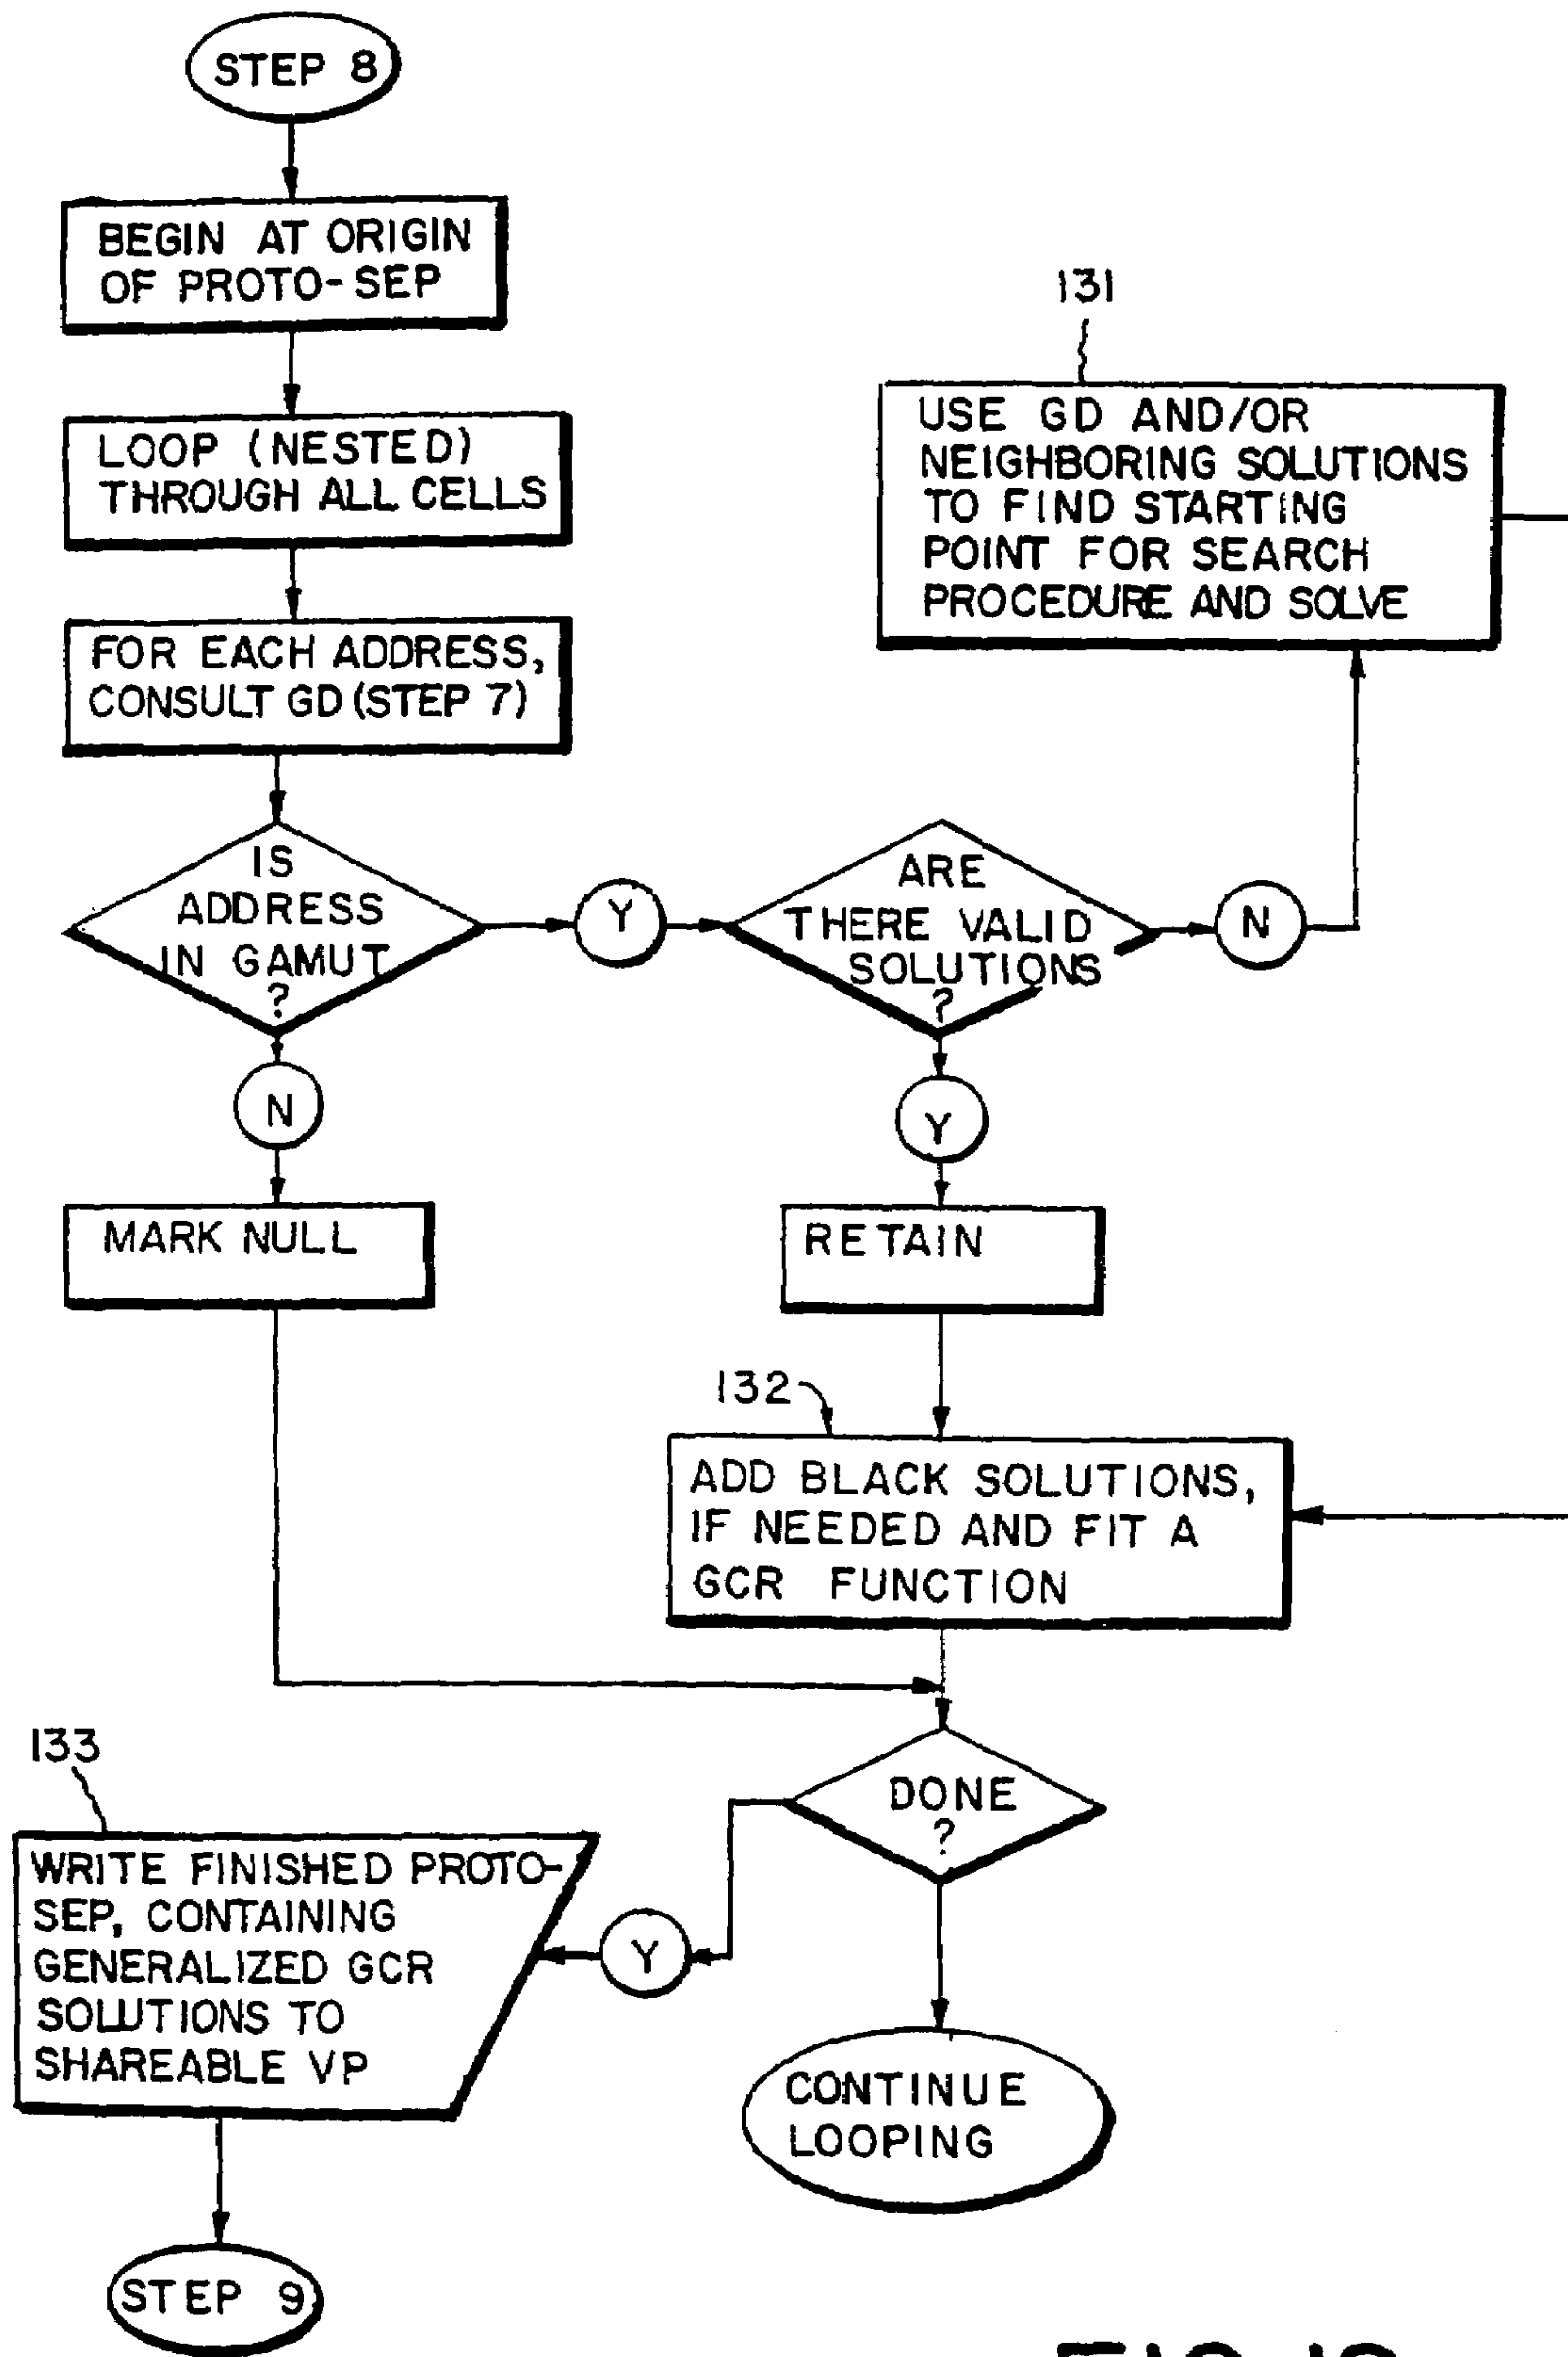 STEP 8
BEGIN AT ORIGIN
OF PROTO-SEP
LOOP (NESTED)
THROUGH ALL CELLS
FOR EACH ADDRESS,
CONSULT GD (STEP 7)
IS
ADDRESS
IN GAMUT
?
Y
ARE
THERE VALID
SOLUTIONS
?
N
131
USE GD AND/OR
NEIGHBORING SOLUTIONS
TO FIND STARTING
POINT FOR SEARCH
PROCEDURE AND SOLVE
N
MARK NULL
Y
RETAIN
132
ADD BLACK SOLUTIONS,
IF NEEDED AND FIT A
GCR FUNCTION
DONE
?
Y
133
WRITE FINISHED PROTO-
SEP, CONTAINING
GENERALIZED GCR
SOLUTIONS TO
SHAREABLE VP
CONTINUE
LOOPING
STEP 9